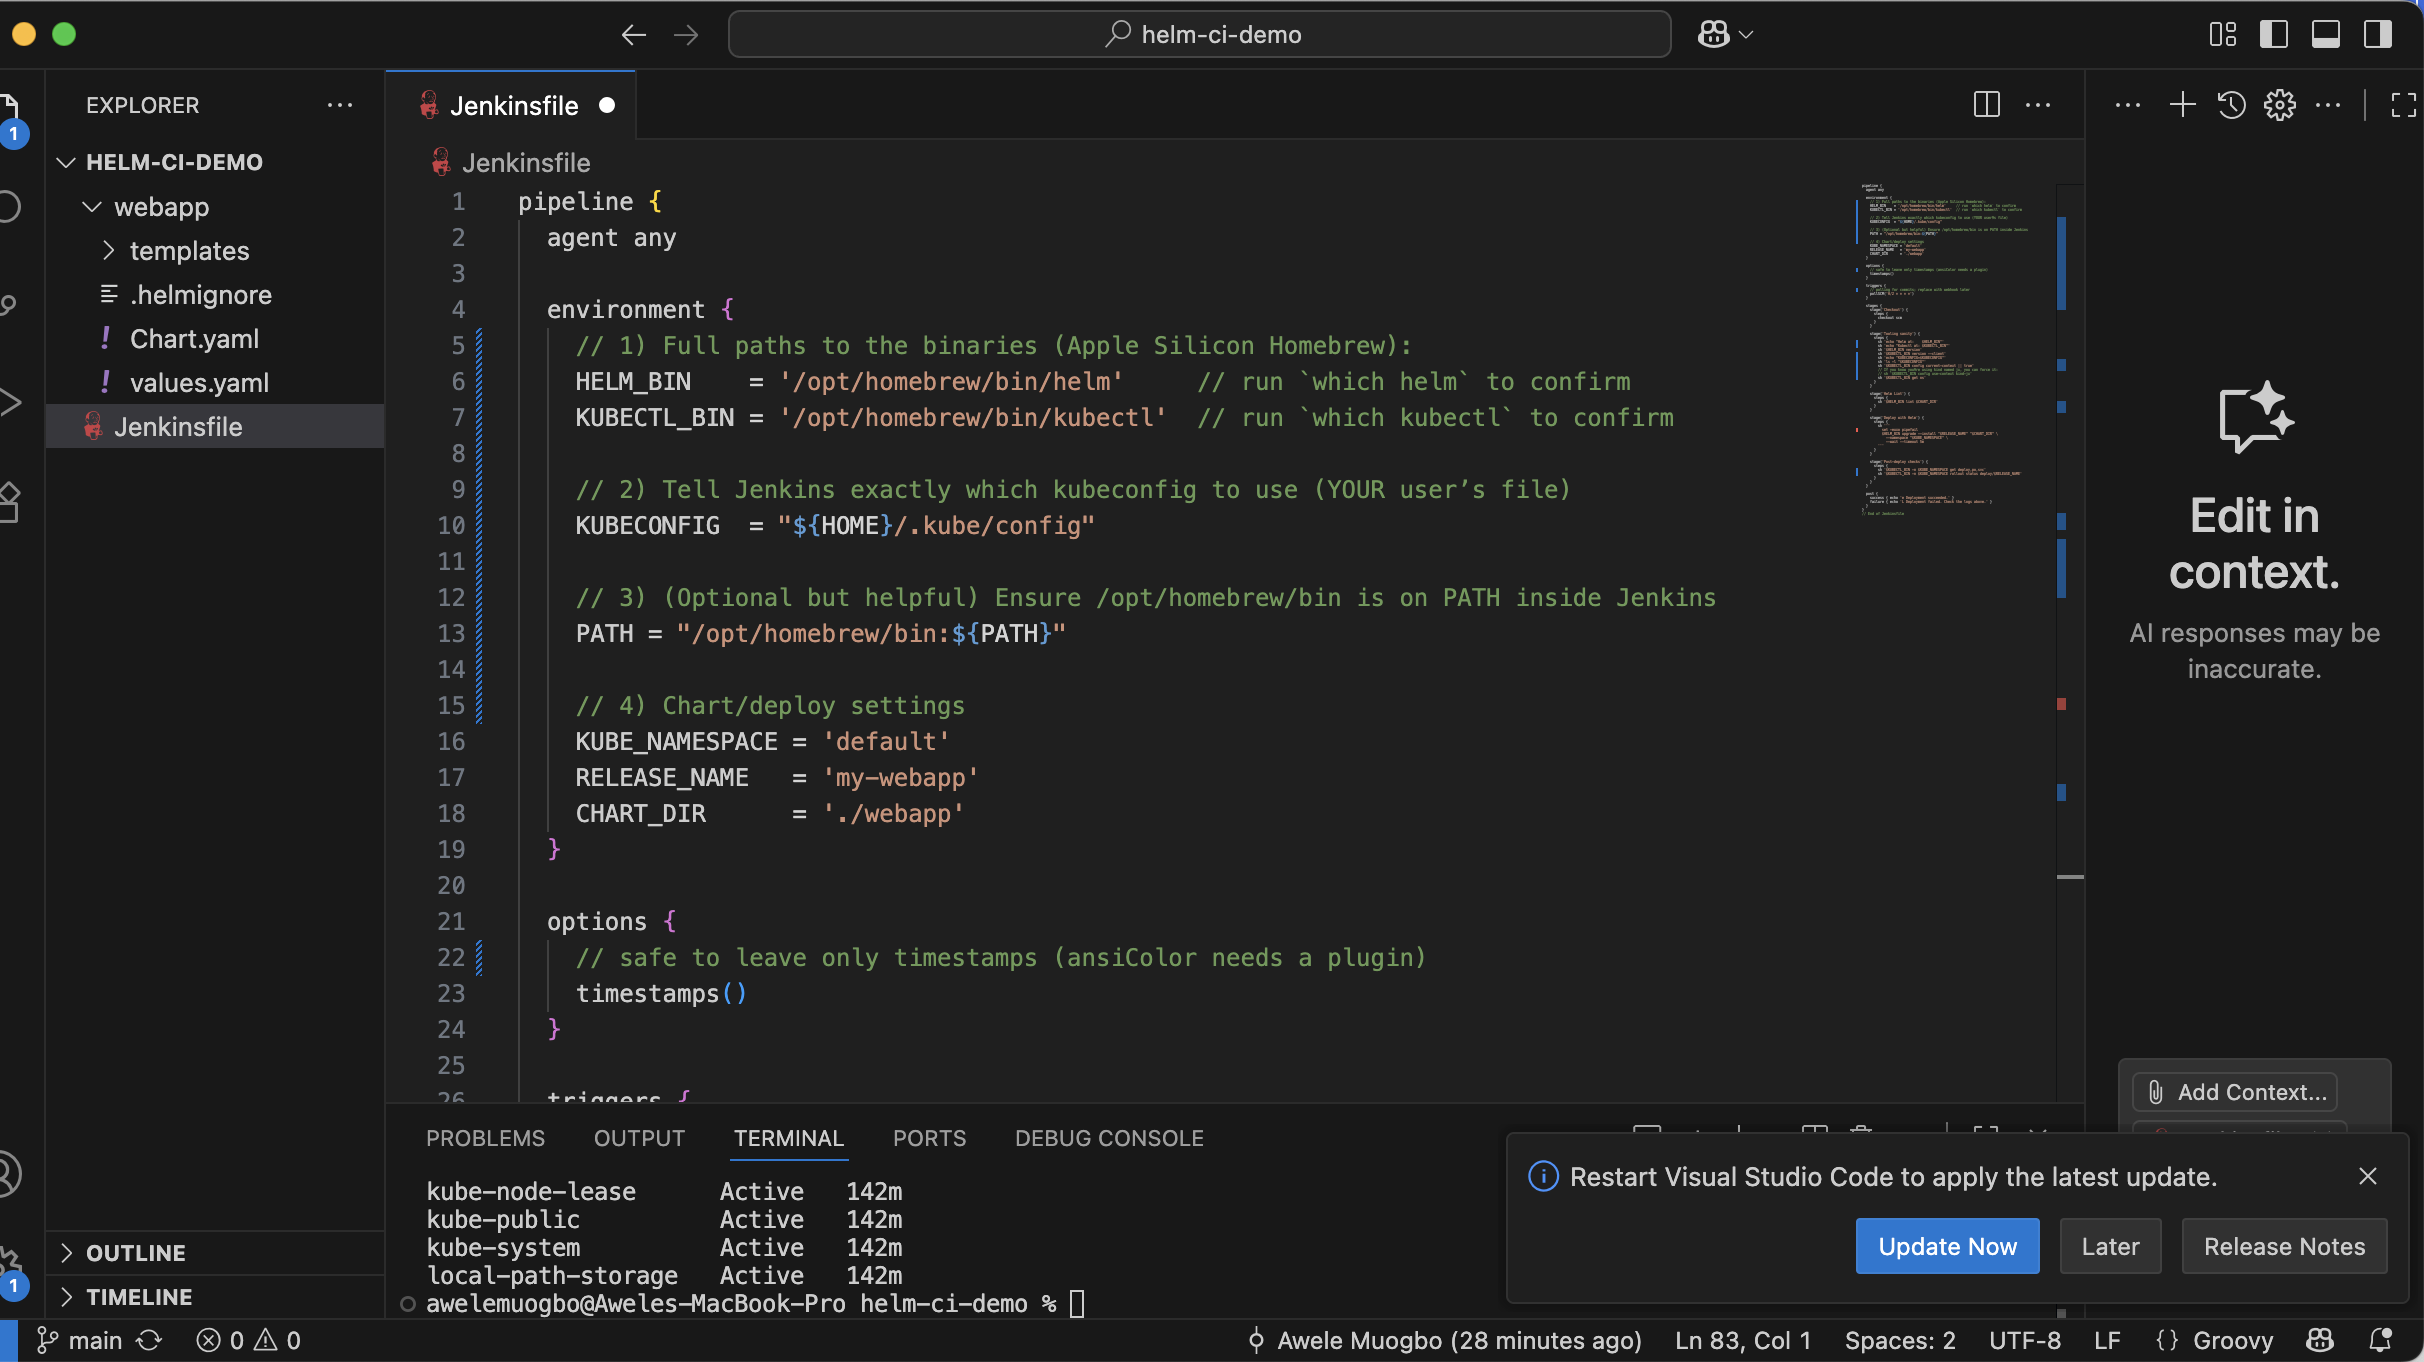 helm-ci-demo
EXPLORER
Jenkinsfile
1
HELM-CI-DEMO
webapp
templates
.helmignore
Chart.yaml
values.yaml
Jenkinsfile
Jenkinsfile
1 pipeline {
2 agent any
3
4 environment {
5 // 1) Full paths to the binaries (Apple Silicon Homebrew):
6 HELM_BIN    = '/opt/homebrew/bin/helm'     // run `which helm` to confirm
7 KUBECTL_BIN = '/opt/homebrew/bin/kubectl'  // run `which kubectl` to confirm
8
9 // 2) Tell Jenkins exactly which kubeconfig to use (YOUR user’s file)
10 KUBECONFIG  = "${HOME}/.kube/config"
11
12 // 3) (Optional but helpful) Ensure /opt/homebrew/bin is on PATH inside Jenkins
13 PATH = "/opt/homebrew/bin:${PATH}"
14
15 // 4) Chart/deploy settings
16 KUBE_NAMESPACE = 'default'
17 RELEASE_NAME   = 'my-webapp'
18 CHART_DIR      = './webapp'
19 }
20
21 options {
22 // safe to leave only timestamps (ansiColor needs a plugin)
23 timestamps()
24 }
25
26 triggers {
Edit in
context.
AI responses may be
inaccurate.
Add Context...
PROBLEMS OUTPUT TERMINAL PORTS DEBUG CONSOLE
kube-node-lease Active 142m
kube-public Active 142m
kube-system Active 142m
local-path-storage Active 142m
awelemuogbo@Aweles-MacBook-Pro helm-ci-demo %
Restart Visual Studio Code to apply the latest update.
Update Now Later Release Notes
OUTLINE
1
TIMELINE
main 0 0 Awele Muogbo (28 minutes ago) Ln 83, Col 1 Spaces: 2 UTF-8 LF {} Groovy